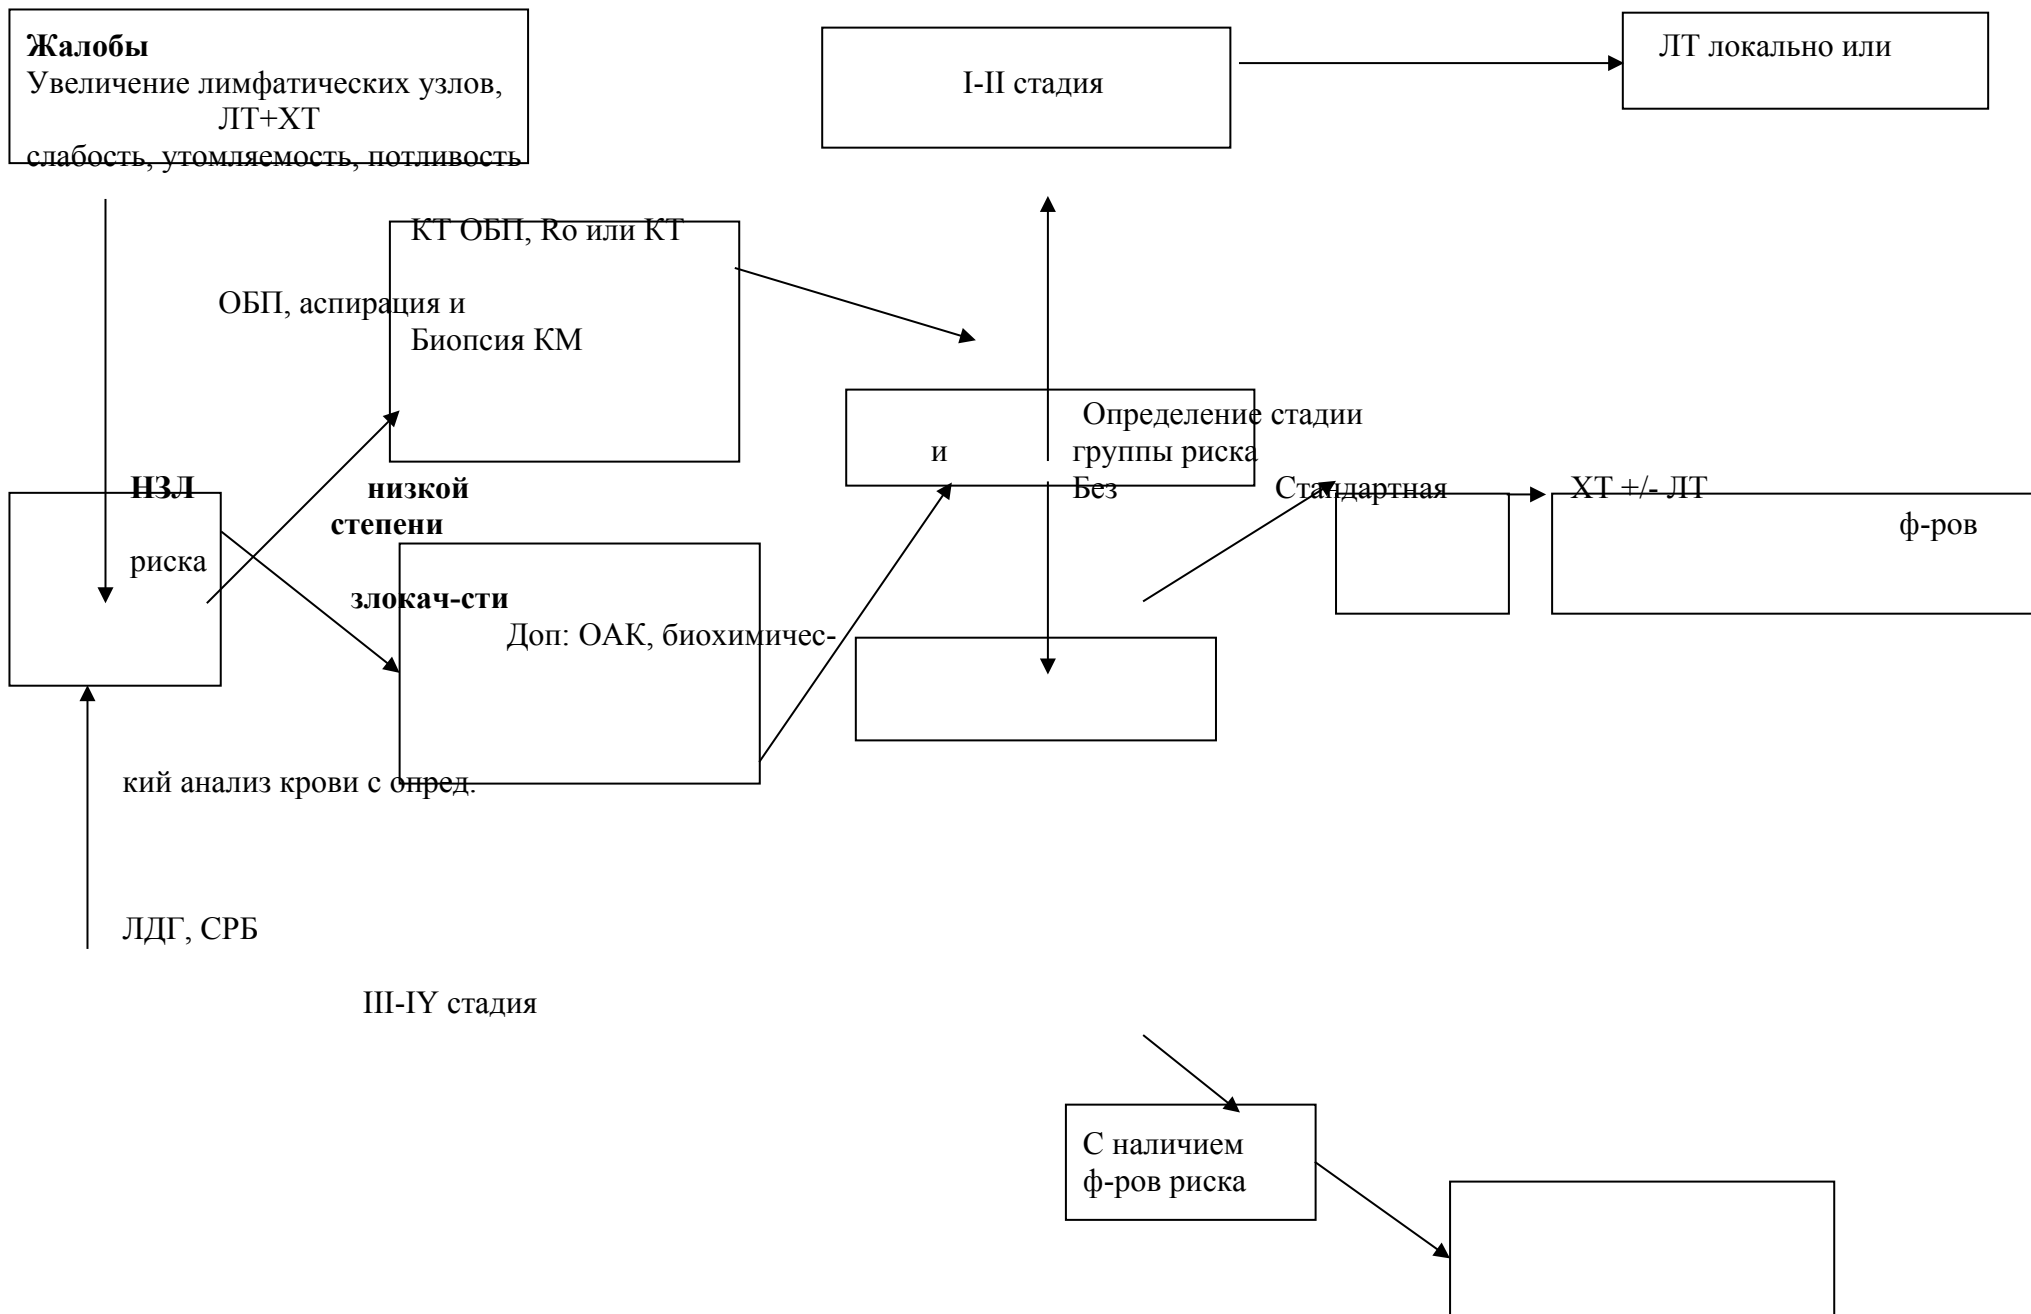 Жалобы
ЛТ локально или
Увеличение лимфатических узлов,
I-II стадия
ЛТ+ХТ
слабость, утомляемость, потливость
КТ ОБП, Ro или КТ
ОБП, аспирация и
Биопсия КМ
Определение стадии
и группы риска
НЗЛ низкой Без Стандартная ХТ +/- ЛТ
степени ф-ров
риска
злокач-сти
Доп: ОАК, биохимичес-
кий анализ крови с опред.
ЛДГ, СРБ
III-IY стадия
С наличием
ф-ров риска